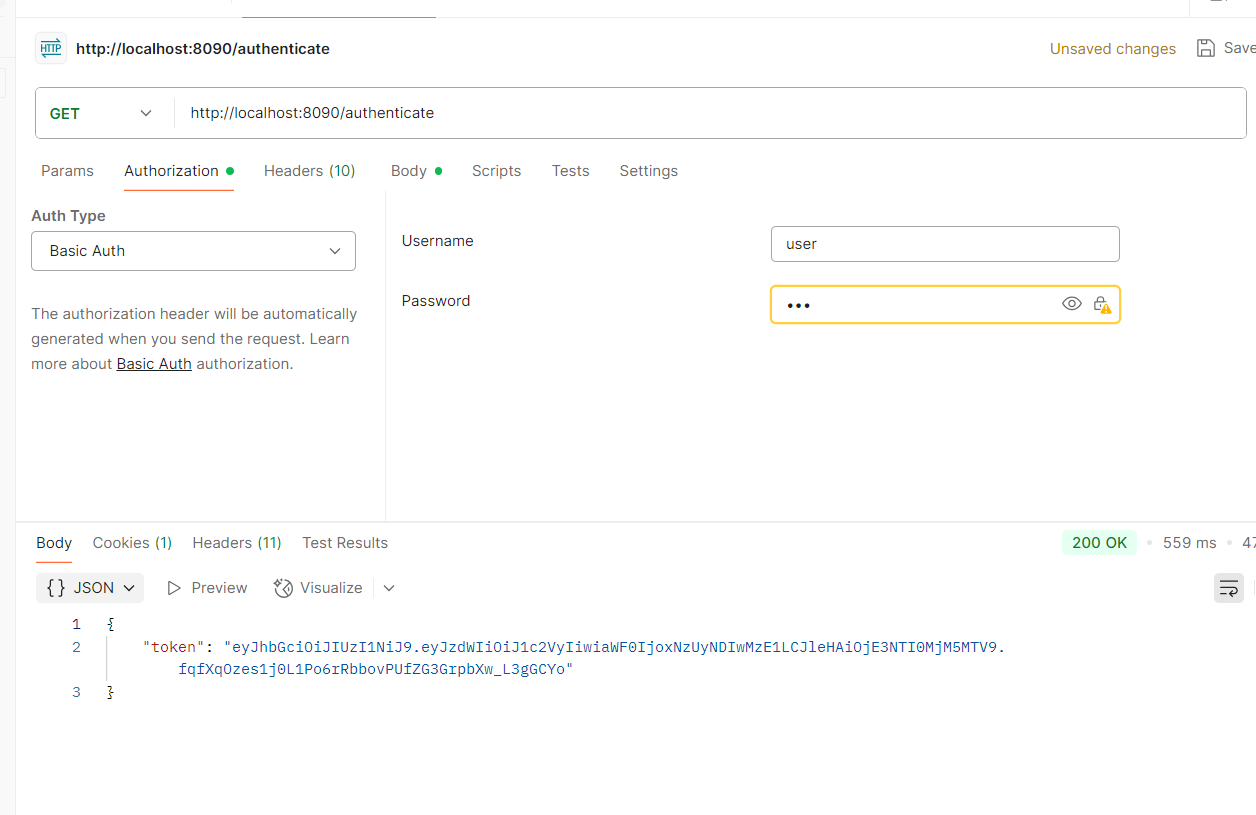 HTTP http://localhost:8090/authenticate Unsaved changes Save
GET http://localhost:8090/authenticate
Params Authorization Headers (10) Body Scripts Tests Settings
Auth Type
Basic Auth
The authorization header will be automatically
generated when you send the request. Learn
more about Basic Auth authorization.
Username user
Password •••
Body Cookies (1) Headers (11) Test Results 200 OK • 559 ms • 47
{} JSON Preview Visualize
1 {
2 "token": "eyJhbGciOiJIUzI1NiJ9.eyJzdWIiOiJ1c2VyIiwiaWF0IjoxNzUyNDIwMzE1LCJleHAiOjE3NTI0MjM5MTV9.
fqfXqOzes1j0L1Po6rRbbovPUfZG3GrpbXw_L3gGCYo"
3 }